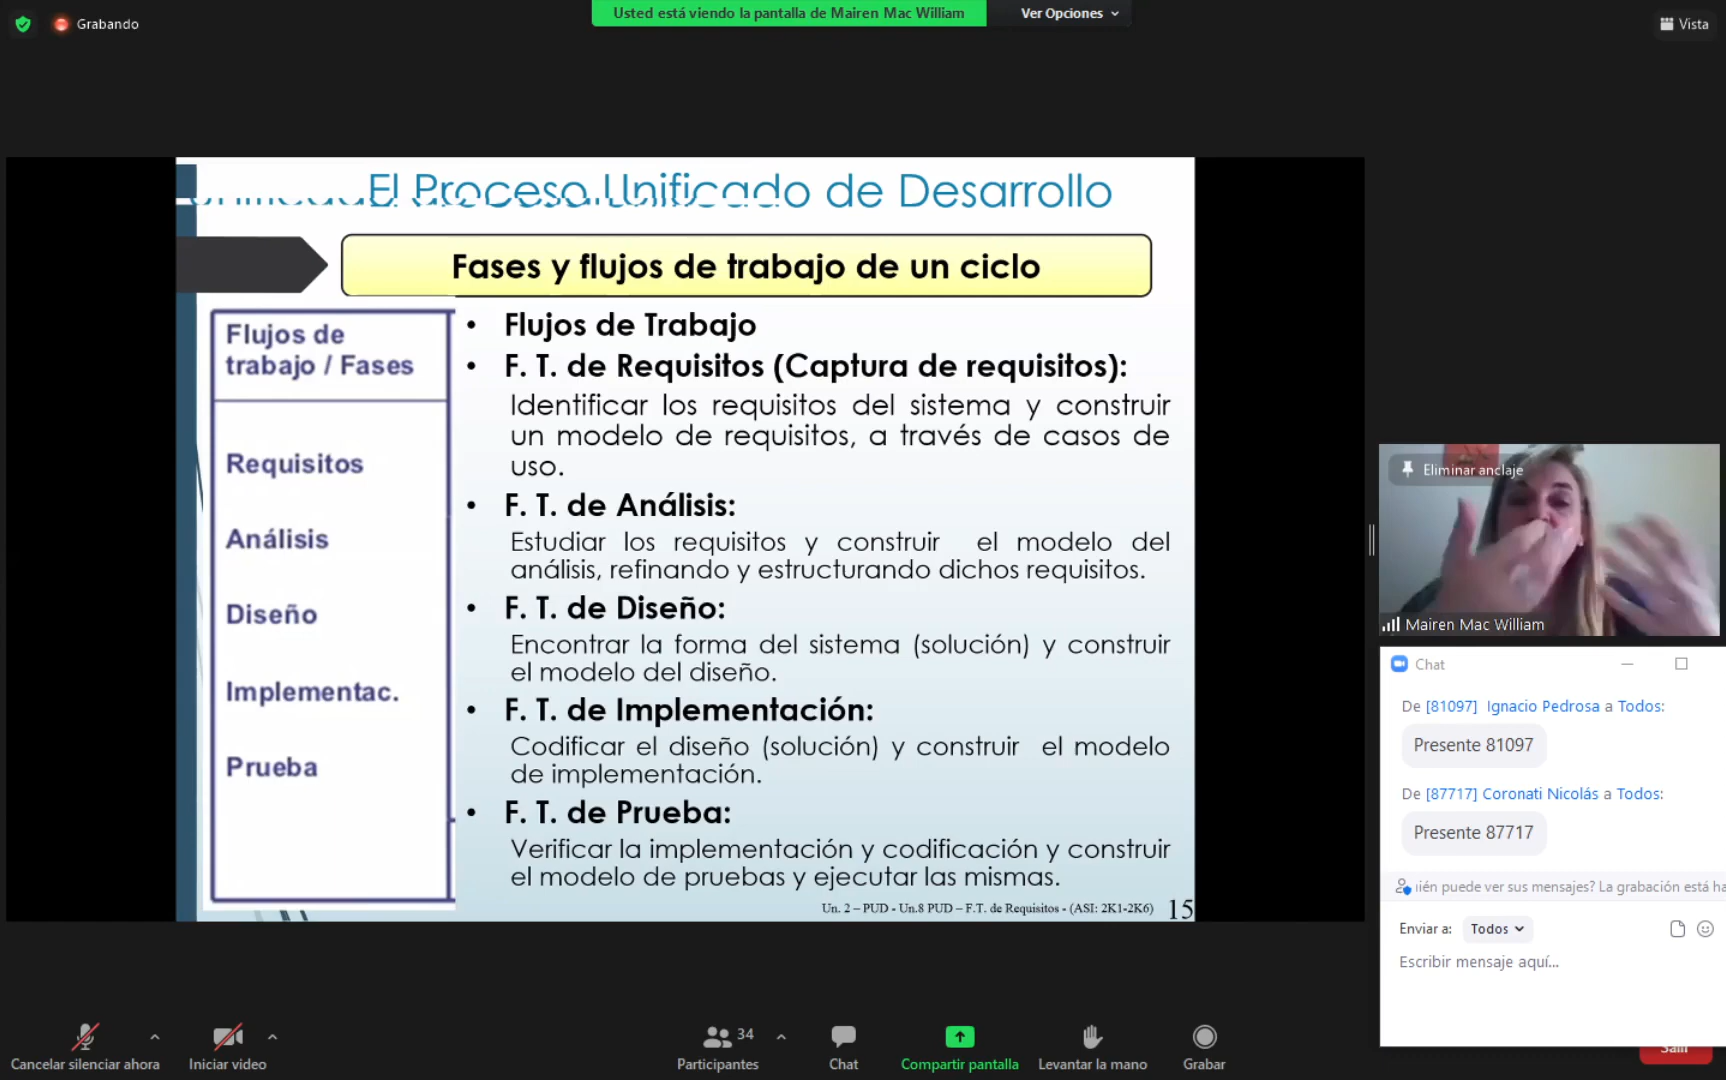 Grabando
Usted está viendo la pantalla de Mairen Mac William
Ver Opciones
Vista
El Proceso Unificado de Desarrollo
Fases y flujos de trabajo de un ciclo
Flujos de
trabajo / Fases
Requisitos
Análisis
Diseño
Implementac.
Prueba
• Flujos de Trabajo
• F. T. de Requisitos (Captura de requisitos):
Identificar los requisitos del sistema y construir
un modelo de requisitos, a través de casos de
uso.
• F. T. de Análisis:
Estudiar los requisitos y construir el modelo del
análisis, refinando y estructurando dichos requisitos.
• F. T. de Diseño:
Encontrar la forma del sistema (solución) y construir
el modelo del diseño.
• F. T. de Implementación:
Codificar el diseño (solución) y construir el modelo
de implementación.
• F. T. de Prueba:
Verificar la implementación y codificación y construir
el modelo de pruebas y ejecutar las mismas.
Un. 2 – PUD - Un.8 PUD – F.T. de Requisitos - (ASI: 2K1-2K6) 15
Eliminar anclaje
Mairen Mac William
Chat
De [81097] Ignacio Pedrosa a Todos:
Presente 81097
De [87717] Coronati Nicolás a Todos:
Presente 87717
puede ver sus mensajes? La grabación está
Enviar a: Todos
Escribir mensaje aquí...
Cancelar silenciar ahora
Iniciar video
34
Participantes
Chat
Compartir pantalla
Levantar la mano
Grabar